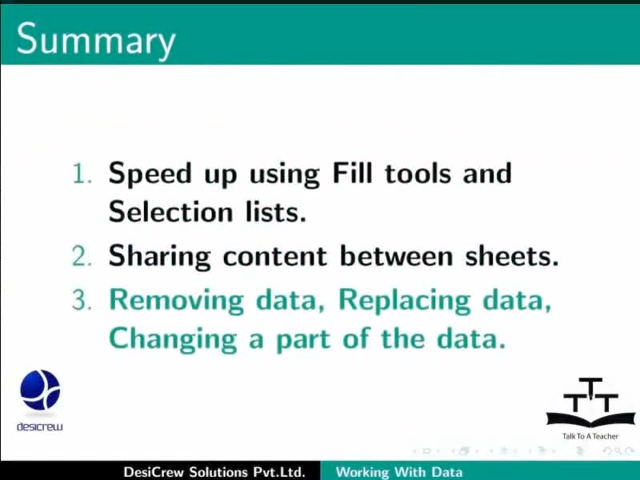 Summary
1. Speed up using Fill tools and
Selection lists.
2. Sharing content between sheets.
3. Removing data, Replacing data,
Changing a part of the data.
desicrew
TTT
Talk To A Teacher
DesiCrew Solutions Pvt.Ltd. Working With Data